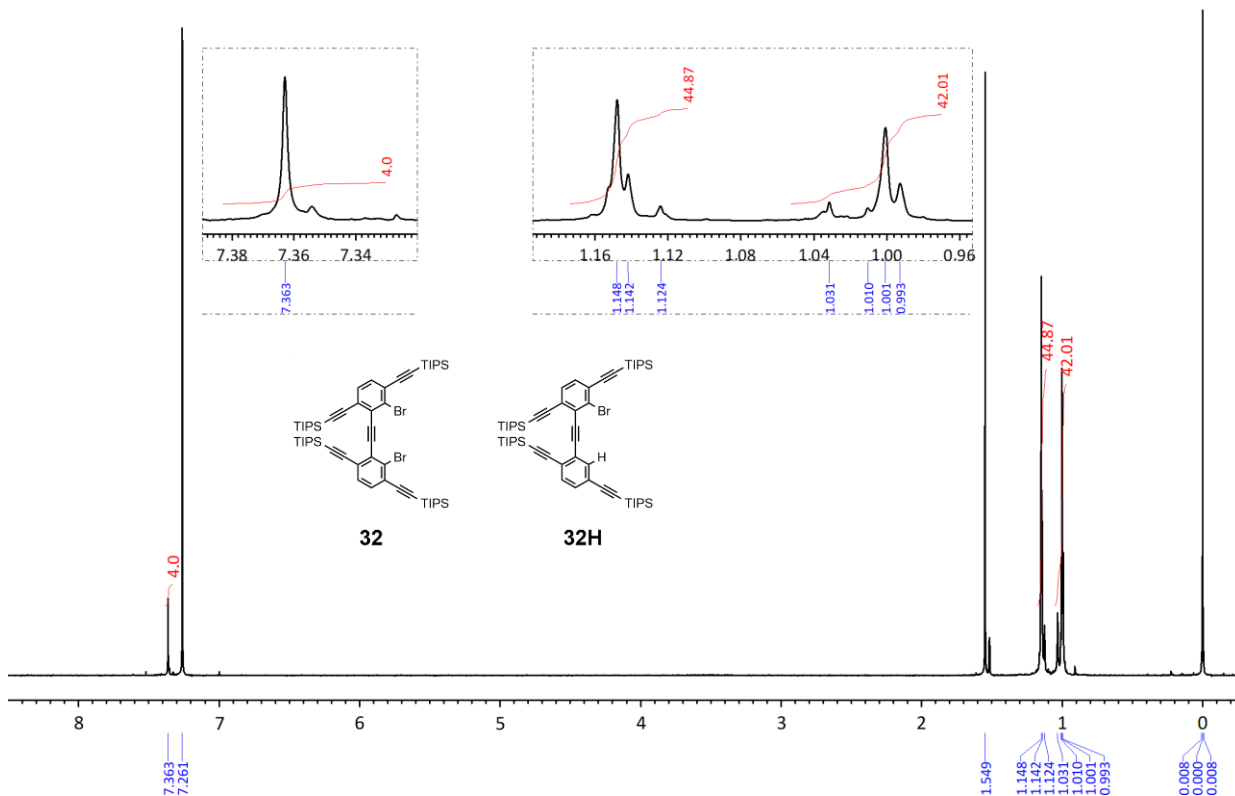 4.0
7.38 7.36 7.34
7.363
44.87
42.01
1.16 1.12 1.08 1.04 1.00 0.96
1.148
1.142
1.124
1.031
1.010
1.001
0.993
TIPS
Br
TIPS
TIPS
Br
TIPS
32
TIPS
Br
TIPS
TIPS
H
TIPS
32H
4.0
44.87
42.01
8 7 6 5 4 3 2 1 0
7.363
7.261
1.549
1.148
1.142
1.124
1.031
1.010
1.001
0.993
0.008
0.000
0.008